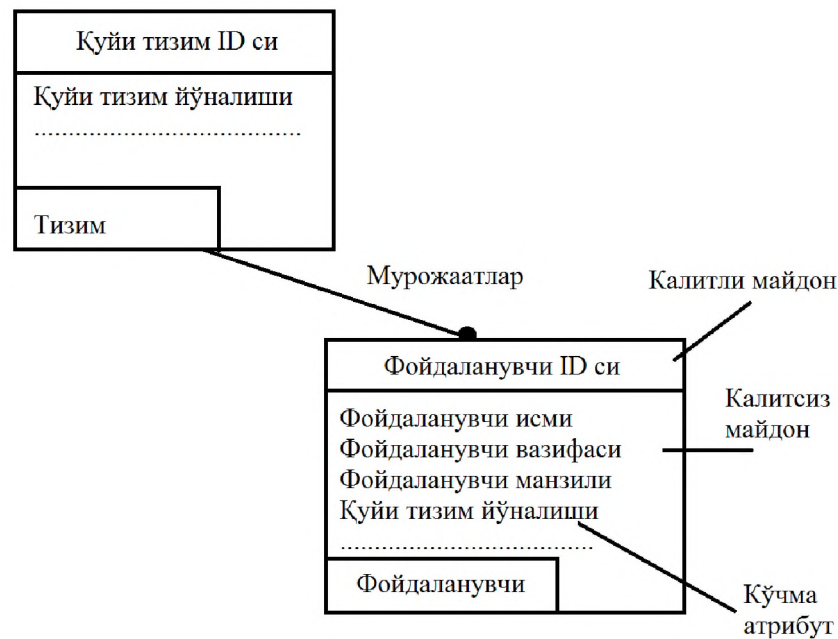 Қуйи тизим ID си
Қуйи тизим йўналиши
......................................
Тизим
Мурожаатлар
Калитли майдон
Фойдаланувчи ID си
Калитсиз
майдон
Фойдаланувчи исми
Фойдаланувчи вазифаси
Фойдаланувчи манзили
Қуйи тизим йўналиши
....................................
Фойдаланувчи
Кўчма
атрибут